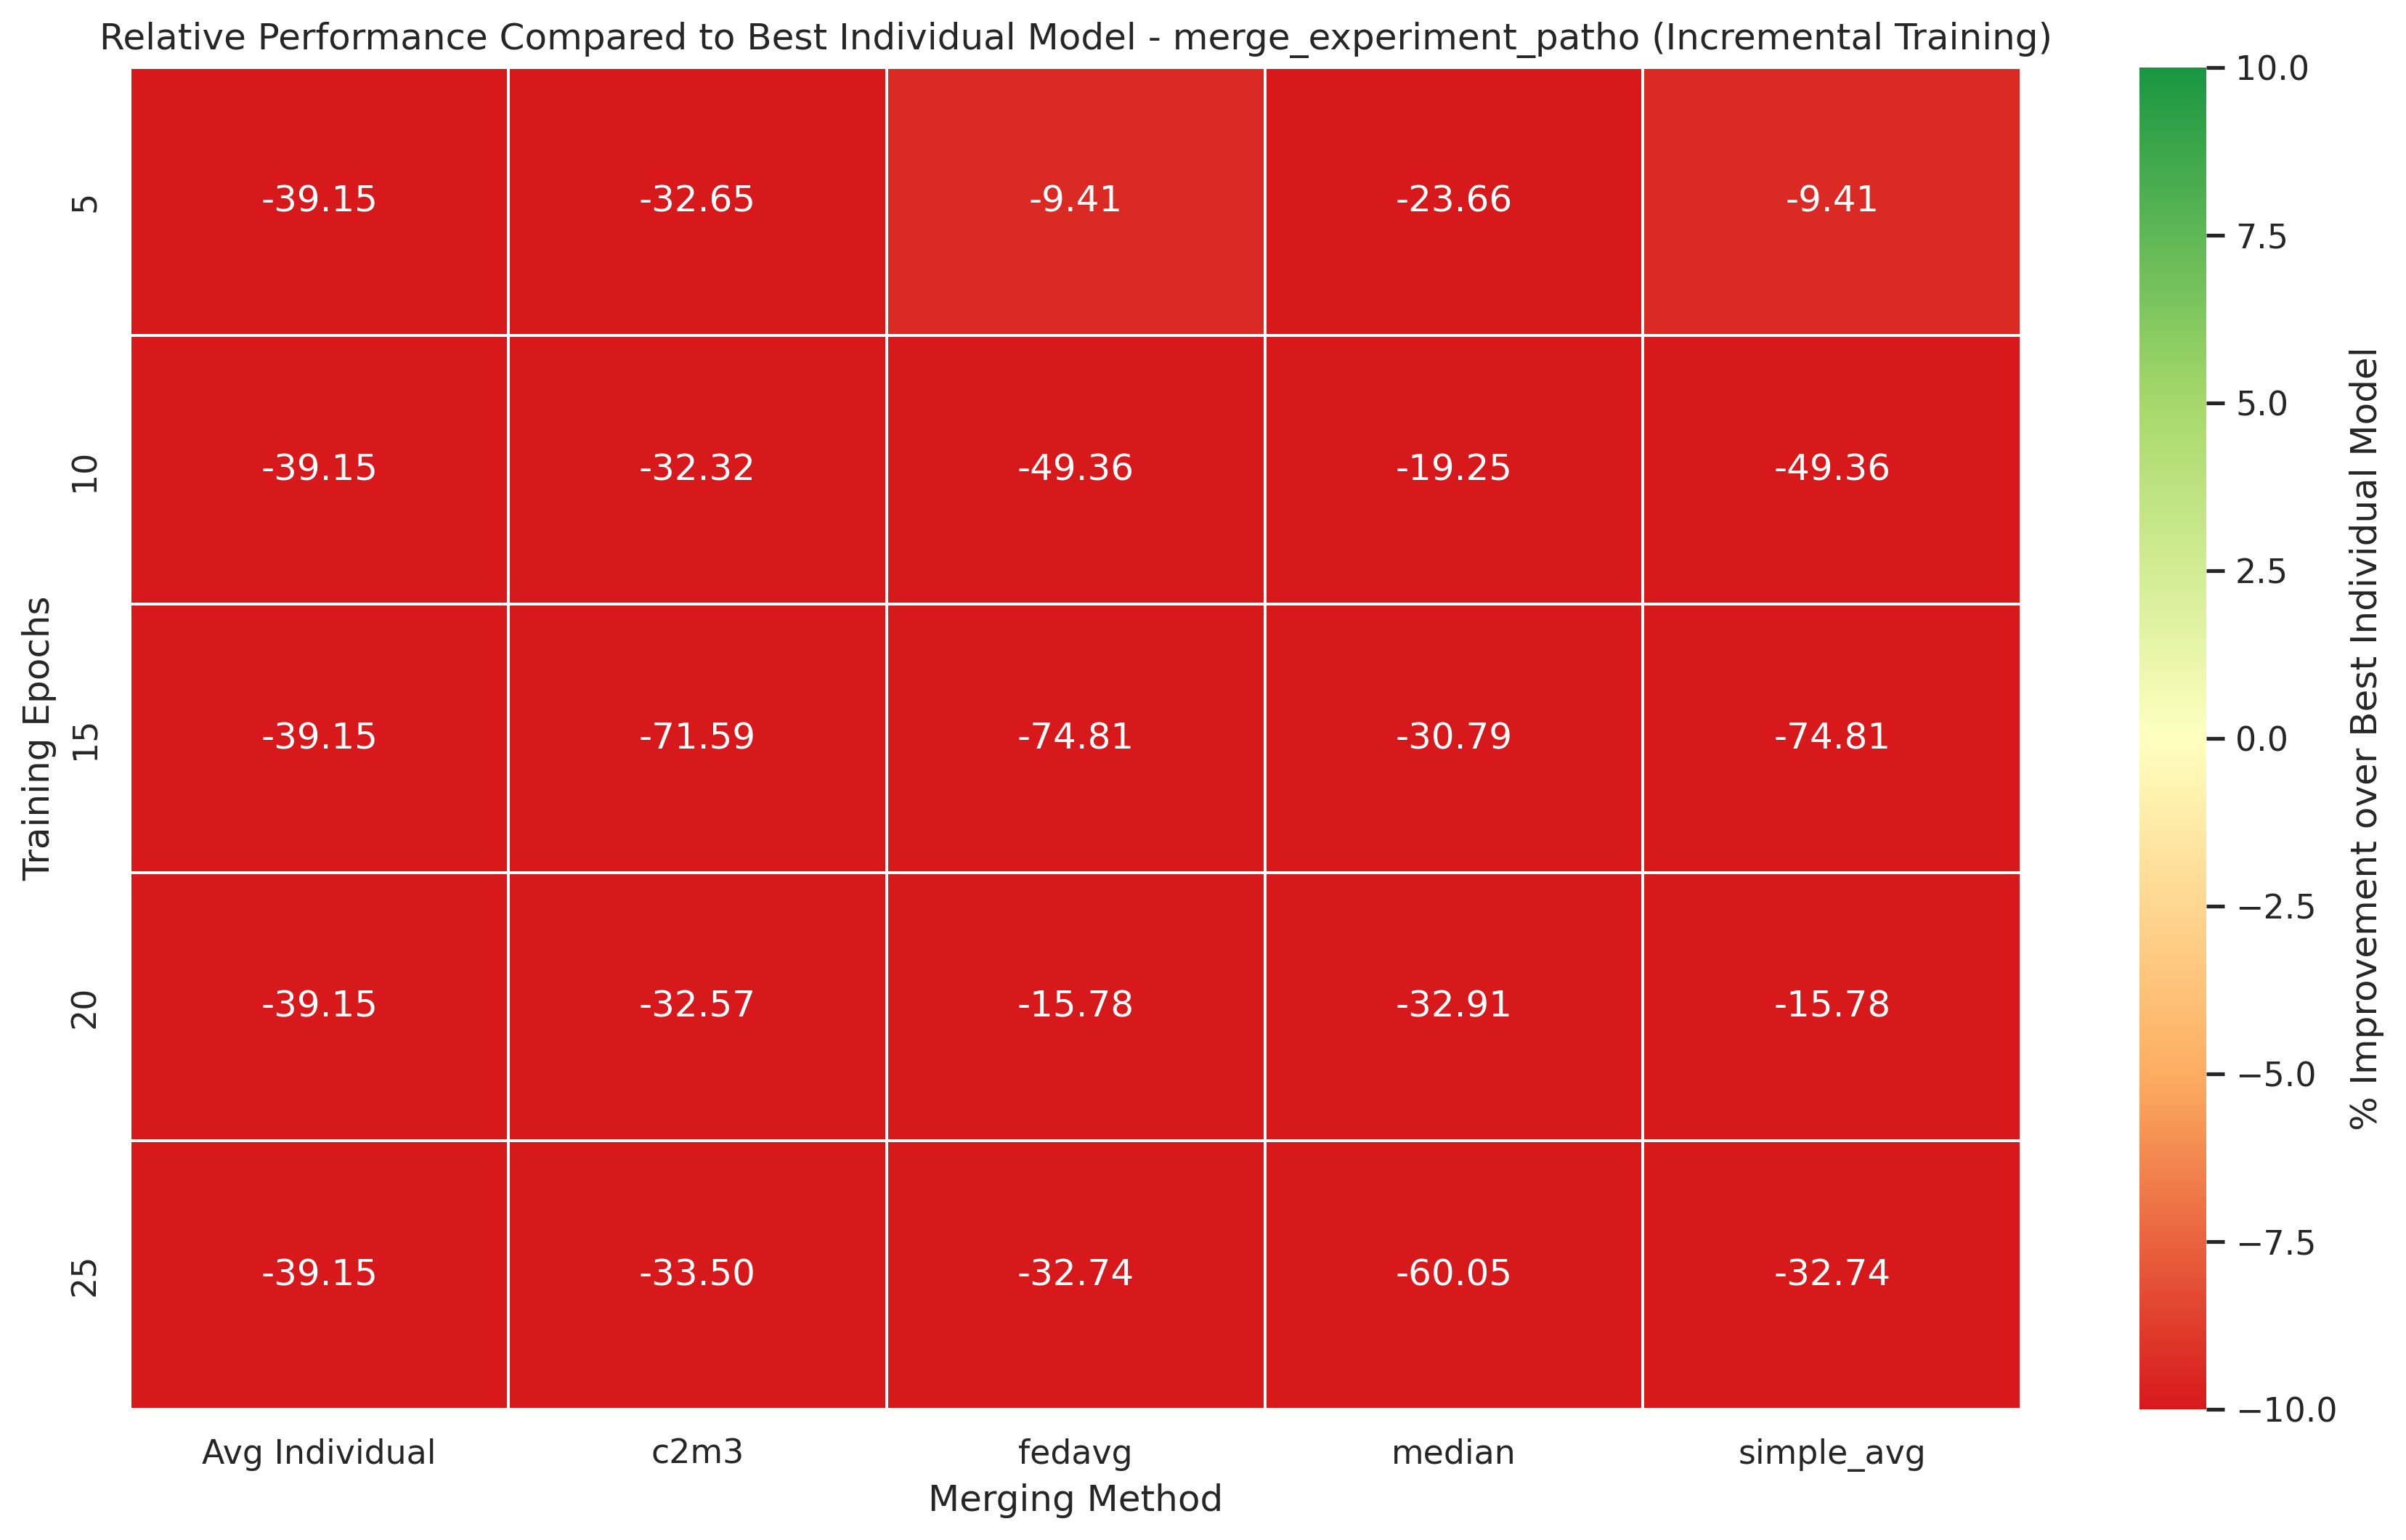 Relative Performance Compared to Best Individual Model - merge_experiment_patho (Incremental Training)
Training Epochs
5 -39.15 -32.65 -9.41 -23.66 -9.41
10 -39.15 -32.32 -49.36 -19.25 -49.36
15 -39.15 -71.59 -74.81 -30.79 -74.81
20 -39.15 -32.57 -15.78 -32.91 -15.78
25 -39.15 -33.50 -32.74 -60.05 -32.74
Avg Individual c2m3 fedavg median simple_avg
Merging Method
10.0
7.5
5.0
2.5
0.0
−2.5
−5.0
−7.5
−10.0
% Improvement over Best Individual Model